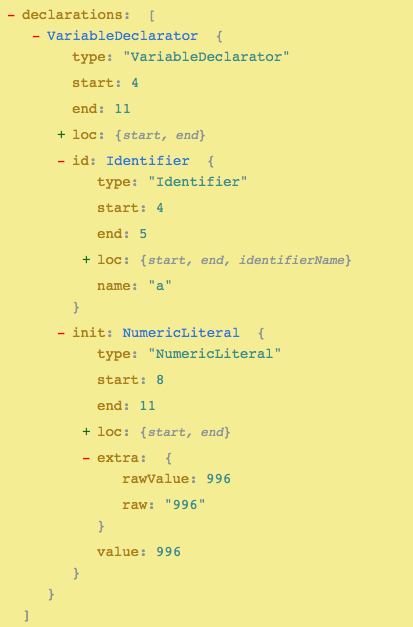 - declarations: [
- VariableDeclarator {
type: "VariableDeclarator"
start: 4
end: 11
+ loc: {start, end}
- id: Identifier {
type: "Identifier"
start: 4
end: 5
+ loc: {start, end, identifierName}
name: "a"
}
- init: NumericLiteral {
type: "NumericLiteral"
start: 8
end: 11
+ loc: {start, end}
- extra: {
rawValue: 996
raw: "996"
}
value: 996
}
}
]